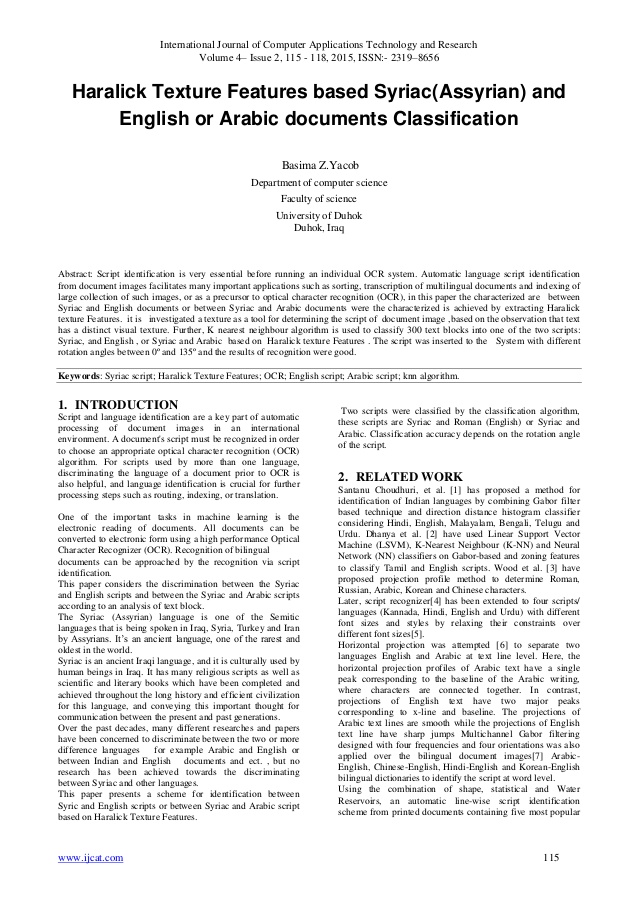 International Journal of Computer Applications Technology and Research
Volume 4– Issue 2, 115 - 118, 2015, ISSN:- 2319–8656
Haralick Texture Features based Syriac(Assyrian) and
English or Arabic documents Classification
Basima Z.Yacob
Department of computer science
Faculty of science
University of Duhok
Duhok, Iraq
Abstract: Script identification is very essential before running an individual OCR system. Automatic language script identification
from document images facilitates many important applications such as sorting, transcription of multilingual documents and indexing of
large collection of such images, or as a precursor to optical character recognition (OCR), in this paper the characterized are between
Syriac and English documents or between Syriac and Arabic documents were the characterized is achieved by extracting Haralick
texture Features. it is investigated a texture as a tool for determining the script of document image ,based on the observation that text
has a distinct visual texture. Further, K nearest neighbour algorithm is used to classify 300 text blocks into one of the two scripts:
Syriac, and English , or Syriac and Arabic based on Haralick texture Features . The script was inserted to the System with different
rotation angles between 0º and 135º and the results of recognition were good.
Keywords: Syriac script; Haralick Texture Features; OCR; English script; Arabic script; knn algorithm.
1. INTRODUCTION
Script and language identification are a key part of automatic
processing of document images in an international
environment. A document's script must be recognized in order
to choose an appropriate optical character recognition (OCR)
algorithm. For scripts used by more than one language,
discriminating the language of a document prior to OCR is
also helpful, and language identification is crucial for further
processing steps such as routing, indexing, or translation.
One of the important tasks in machine learning is the
electronic reading of documents. All documents can be
converted to electronic form using a high performance Optical
Character Recognizer (OCR). Recognition of bilingual
documents can be approached by the recognition via script
identification.
This paper considers the discrimination between the Syriac
and English scripts and between the Syriac and Arabic scripts
according to an analysis of text block.
The Syriac (Assyrian) language is one of the Semitic
languages that is being spoken in Iraq, Syria, Turkey and Iran
by Assyrians. It's an ancient language, one of the rarest and
oldest in the world.
Syriac is an ancient Iraqi language, and it is culturally used by
human beings in Iraq. It has many religious scripts as well as
scientific and literary books which have been completed and
achieved throughout the long history and efficient civilization
for this language, and conveying this important thought for
communication between the present and past generations.
Over the past decades, many different researches and papers
have been concerned to discriminate between the two or more
difference languages for example Arabic and English or
between Indian and English documents and ect. , but no
research has been achieved towards the discriminating
between Syriac and other languages.
This paper presents a scheme for identification between
Syric and English scripts or between Syriac and Arabic script
based on Haralick Texture Features.
Two scripts were classified by the classification algorithm,
these scripts are Syriac and Roman (English) or Syriac and
Arabic. Classification accuracy depends on the rotation angle
of the script.
2. RELATED WORK
Santanu Choudhuri, et al. [1] has proposed a method for
identification of Indian languages by combining Gabor filter
based technique and direction distance histogram classifier
considering Hindi, English, Malayalam, Bengali, Telugu and
Urdu. Dhanya et al. [2] have used Linear Support Vector
Machine (LSVM), K-Nearest Neighbour (K-NN) and Neural
Network (NN) classifiers on Gabor-based and zoning features
to classify Tamil and English scripts. Wood et al. [3] have
proposed projection profile method to determine Roman,
Russian, Arabic, Korean and Chinese characters.
Later, script recognizer[4] has been extended to four scripts/
languages (Kannada, Hindi, English and Urdu) with different
font sizes and styles by relaxing their constraints over
different font sizes[5].
Horizontal projection was attempted [6] to separate two
languages English and Arabic at text line level. Here, the
horizontal projection profiles of Arabic text have a single
peak corresponding to the baseline of the Arabic writing,
where characters are connected together. In contrast,
projections of English text have two major peaks
corresponding to x-line and baseline. The projections of
Arabic text lines are smooth while the projections of English
text line have sharp jumps Multichannel Gabor filtering
designed with four frequencies and four orientations was also
applied over the bilingual document images[7] Arabic-
English, Chinese-English, Hindi-English and Korean-English
bilingual dictionaries to identify the script at word level.
Using the combination of shape, statistical and Water
Reservoirs, an automatic line-wise script identification
scheme from printed documents containing five most popular
www.ijcat.com
115